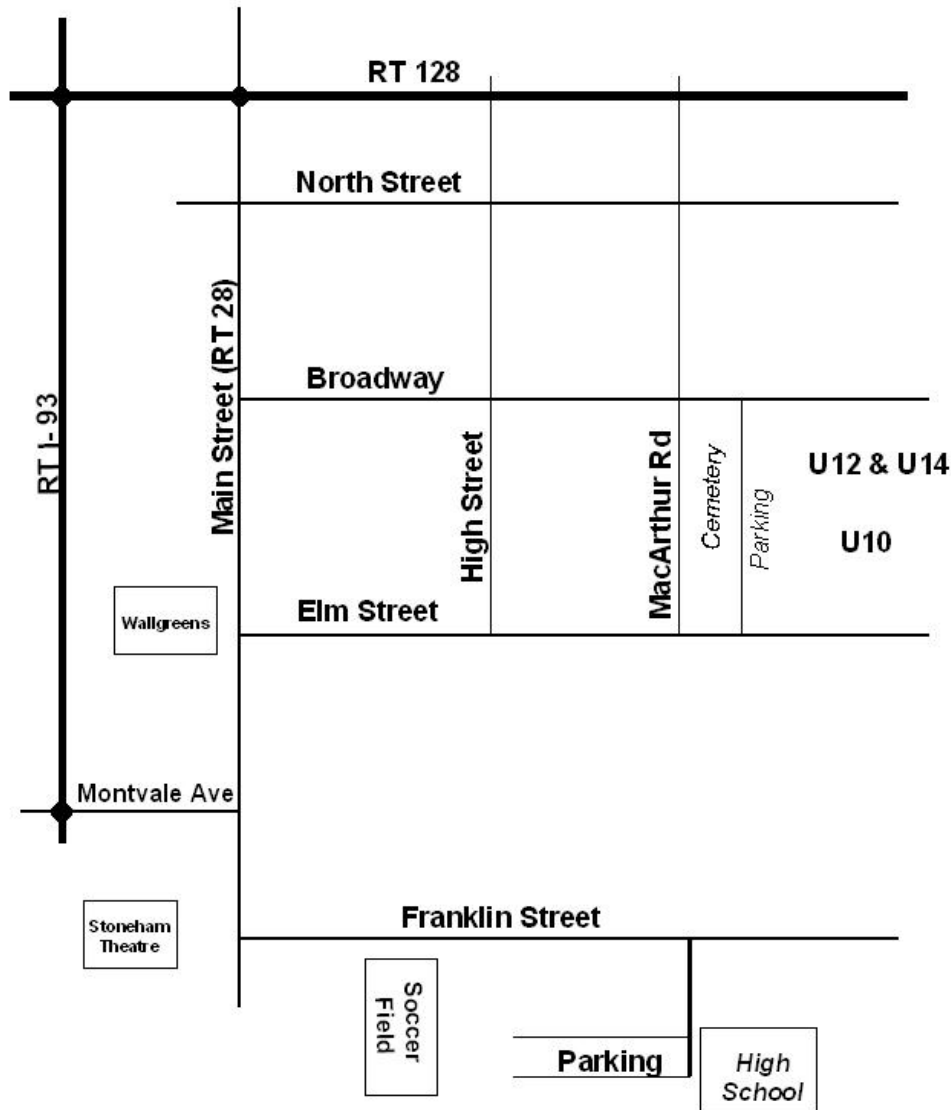 RT 128
North Street
Main Street (RT 28)
RT I- 93
Broadway
High Street
MacArthur Rd
Cemetery
Parking
U12 & U14
U10
Elm Street
Wallgreens
Montvale Ave
Stoneham
Theatre
Franklin Street
Soccer
Field
Parking
High
School